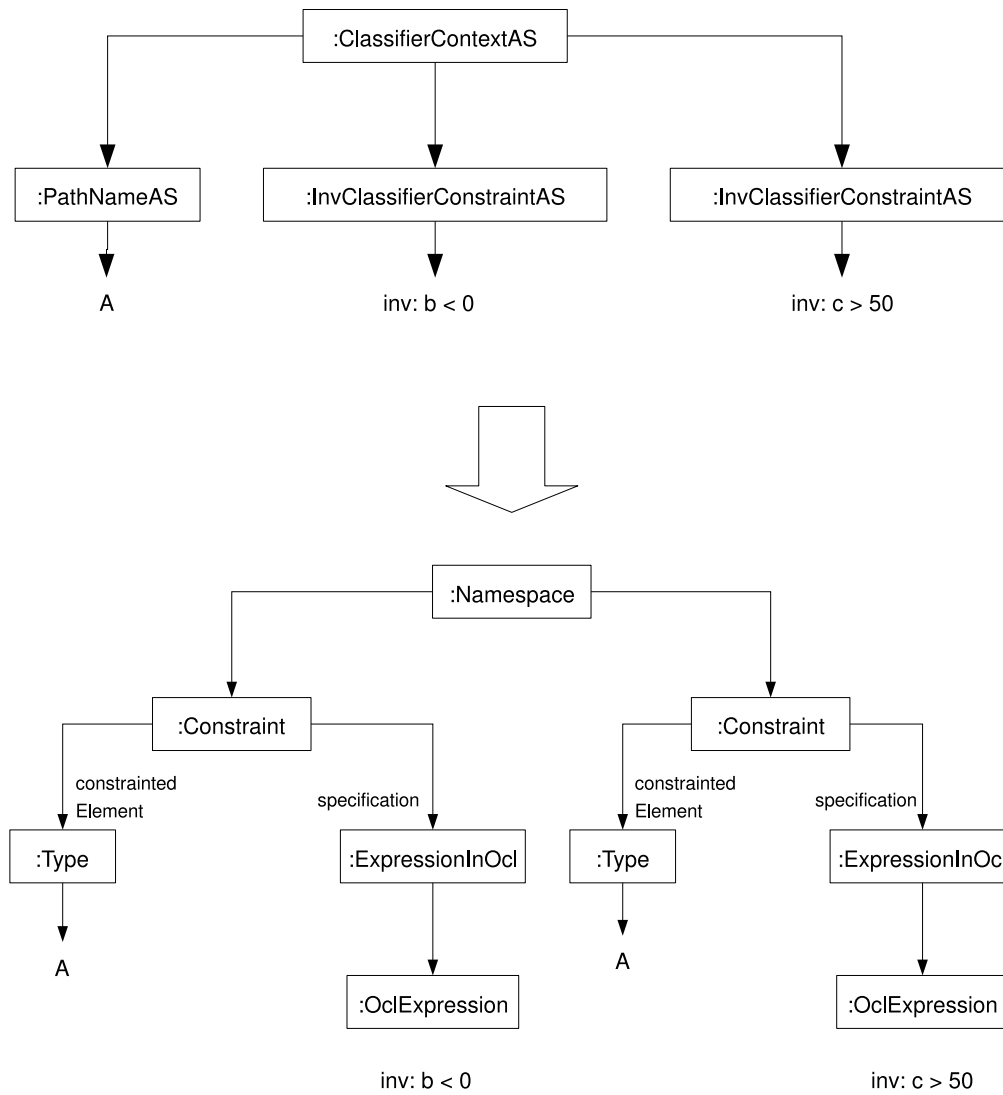 :ClassifierContextAS
:PathNameAS
:InvClassifierConstraintAS
:InvClassifierConstraintAS
A
inv: b < 0
inv: c > 50
:Namespace
:Constraint
:Constraint
constrainted
Element
specification
constrainted
Element
specification
:Type
:ExpressionInOcl
:Type
:ExpressionInOc
A
A
:OclExpression
:OclExpression
inv: b < 0
inv: c > 50